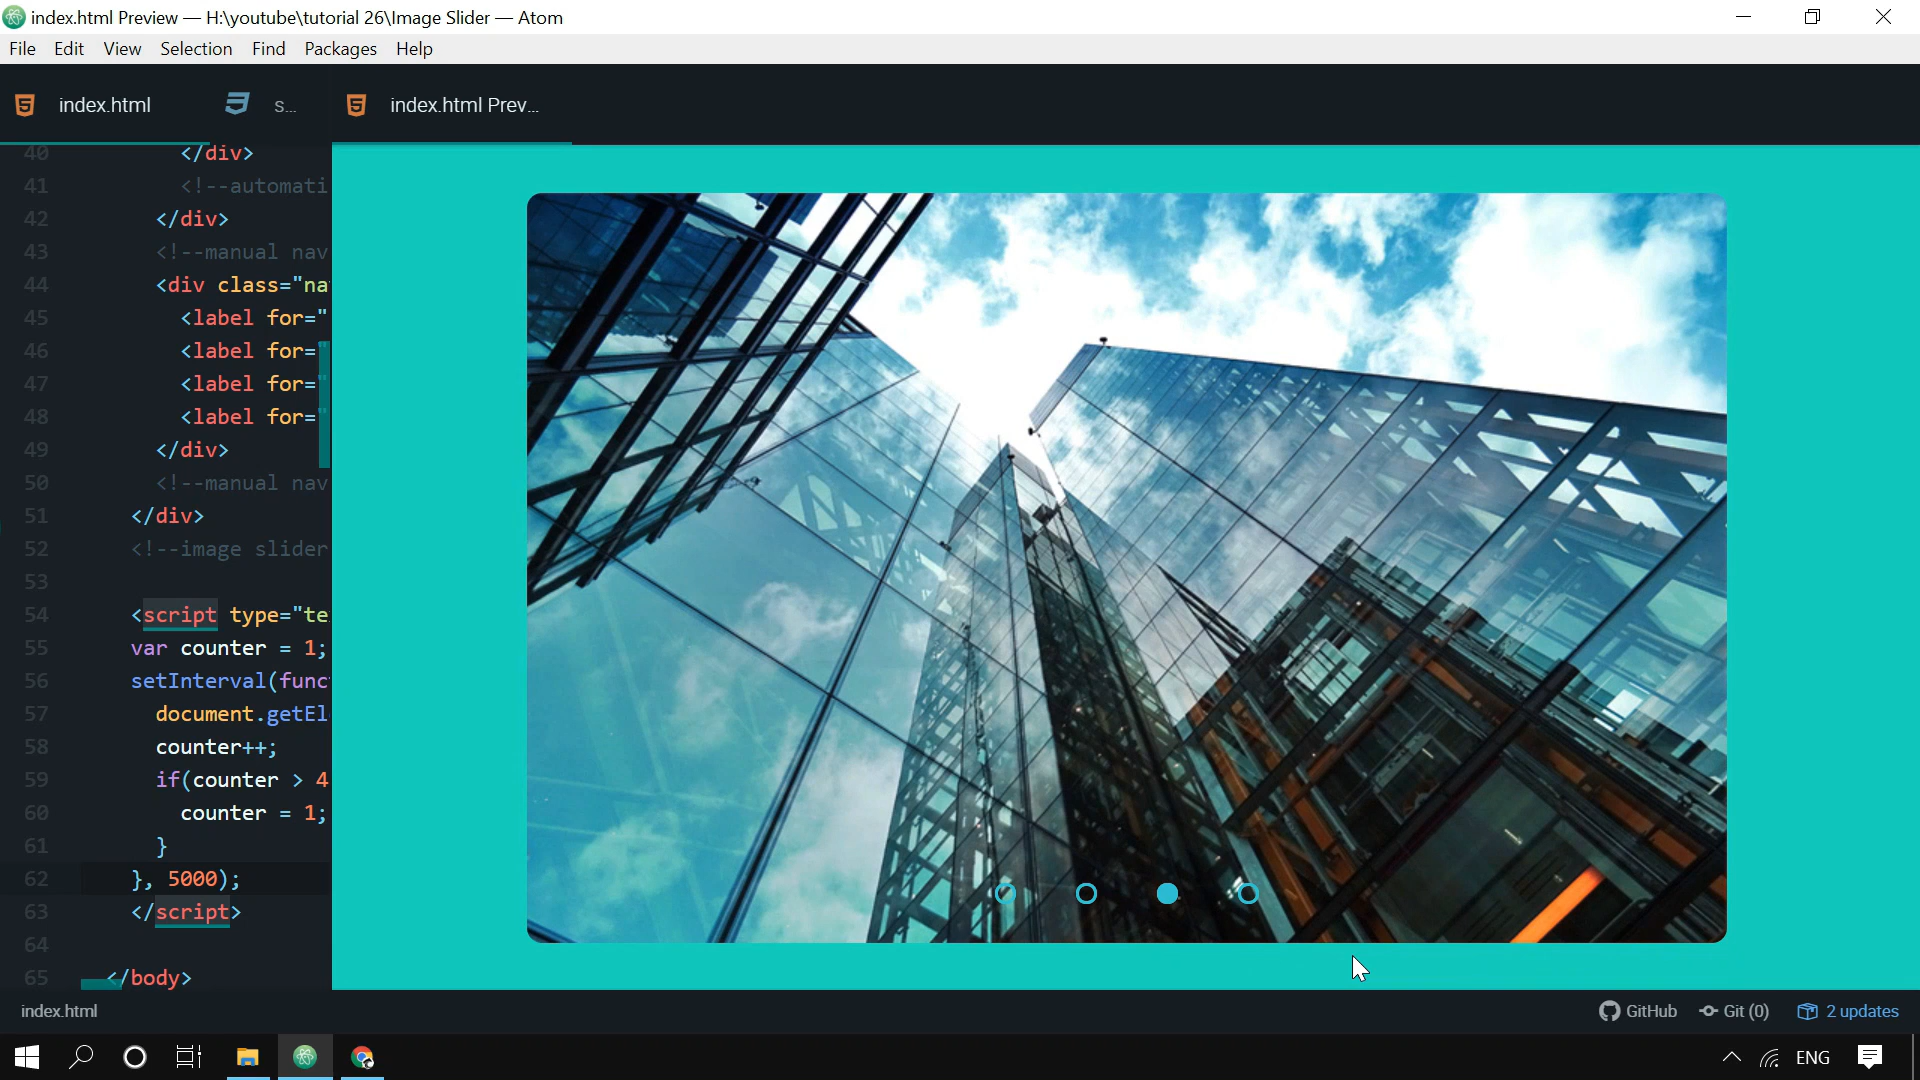 index.html Preview — H:\youtube\tutorial 26\Image Slider — Atom
File Edit View Selection Find Packages Help
index.html s... index.html Prev...
40 </div>
41 <!--automati
42 </div>
43 <!--manual nav
44 <div class="na
45 <label for="
46 <label for="
47 <label for="
48 <label for="
49 </div>
50 <!--manual nav
51 </div>
52 <!--image slider
53
54 <script type="te
55 var counter = 1;
56 setInterval(func
57 document.getEl
58 counter++;
59 if(counter > 4
60 counter = 1;
61 }
62 }, 5000);
63 </script>
64
65 </body>
index.html GitHub Git (0) 2 updates
ENG